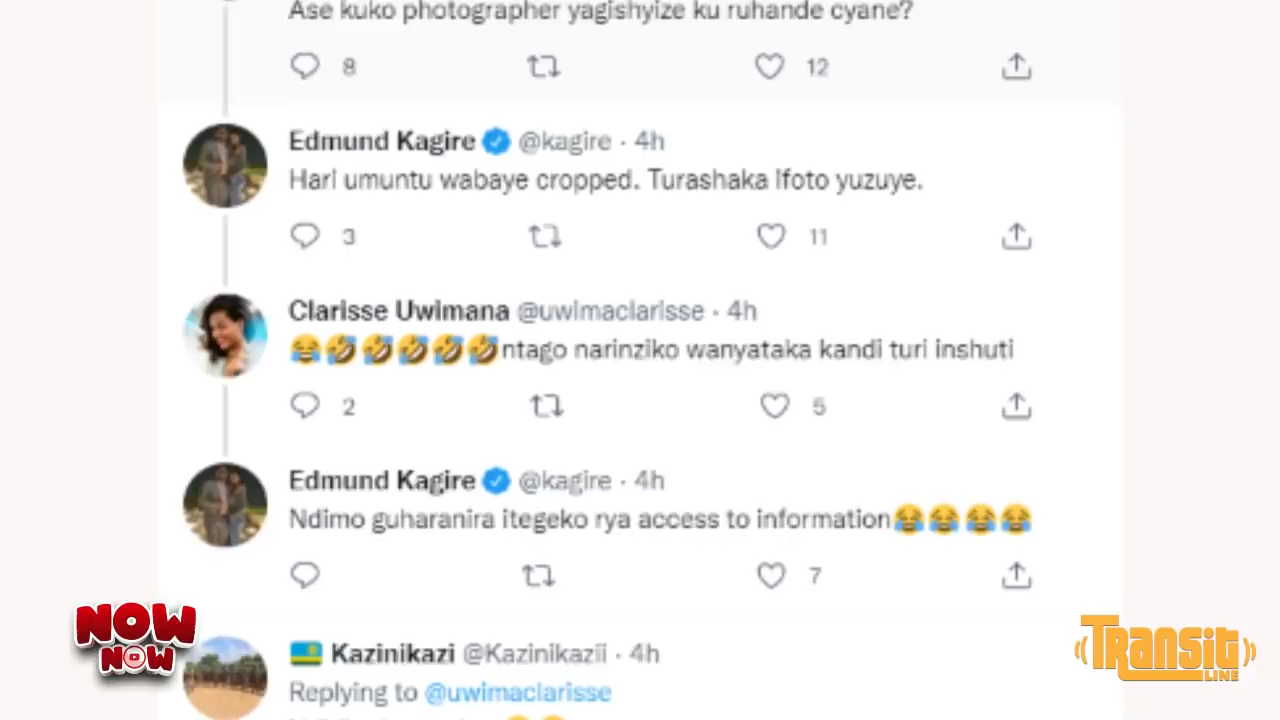 Ase kuko photographer yagishyize ku ruhande cyane?
8 12
Edmund Kagire @kagire · 4h
Hari umuntu wabaye cropped. Turashaka Ifoto yuzuye.
3 11
Clarisse Uwimana @uwimaclarisse · 4h
😂🤣🤣🤣🤣🤣ntago narinziko wanyataka kandi turi inshuti
2 5
Edmund Kagire @kagire · 4h
Ndimo guharanira itegeko rya access to information😂😂😂😂
7
🇷🇼 Kazinikazi @Kazinikazii · 4h
Replying to @uwimaclarisse
NOW
NOW
TRANSIT
LINE